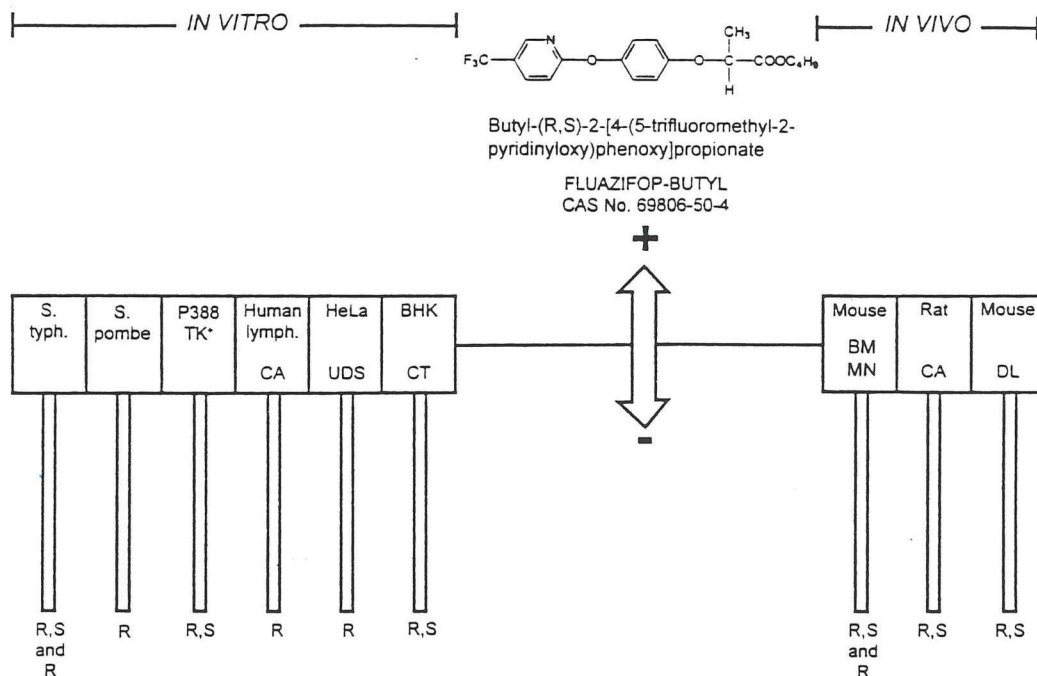 IN VITRO
IN VIVO
F₃C
N
O
O
CH₃
C
H
COOC₄H₉
Butyl-(R,S)-2-[4-(5-trifluoromethyl-2-
pyridinyloxy)phenoxy]propionate
FLUAZIFOP-BUTYL
CAS No. 69806-50-4
+
S. typh.
S. pombe
P388 TK⁺
Human lymph. CA
HeLa UDS
BHK CT
Mouse BM MN
Rat CA
Mouse DL
-
R,S and R
R
R,S
R
R
R,S
R,S and R
R,S
R,S